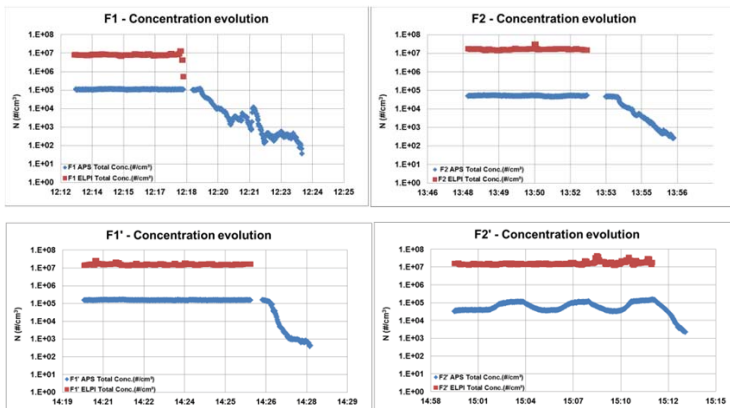 F1 - Concentration evolution
N (#/cm³)
1.E+08
1.E+07
1.E+06
1.E+05
1.E+04
1.E+03
1.E+02
1.E+01
1.E+00
F1 APS Total Conc.(#/cm³)
F1 ELPI Total Conc.(#/cm³)
12:12 12:14 12:15 12:17 12:18 12:20 12:21 12:23 12:24 12:25
F2 - Concentration evolution
N (#/cm³)
1.E+08
1.E+07
1.E+06
1.E+05
1.E+04
1.E+03
1.E+02
1.E+01
1.E+00
F2 APS Total Conc.(#/cm³)
F2 ELPI Total Conc.(#/cm³)
13:46 13:48 13:49 13:50 13:52 13:53 13:55 13:56
F1' - Concentration evolution
N (#/cm³)
1.E+08
1.E+07
1.E+06
1.E+05
1.E+04
1.E+03
1.E+02
1.E+01
1.E+00
F1' APS Total Conc.(#/cm³)
F1' ELPI Total Conc.(#/cm³)
14:19 14:21 14:22 14:24 14:25 14:26 14:28 14:29
F2' - Concentration evolution
N (#/cm³)
1.E+08
1.E+07
1.E+06
1.E+05
1.E+04
1.E+03
1.E+02
1.E+01
1.E+00
F2' APS Total Conc.(#/cm³)
F2' ELPI Total Conc.(#/cm³)
14:58 15:01 15:04 15:07 15:10 15:12 15:15